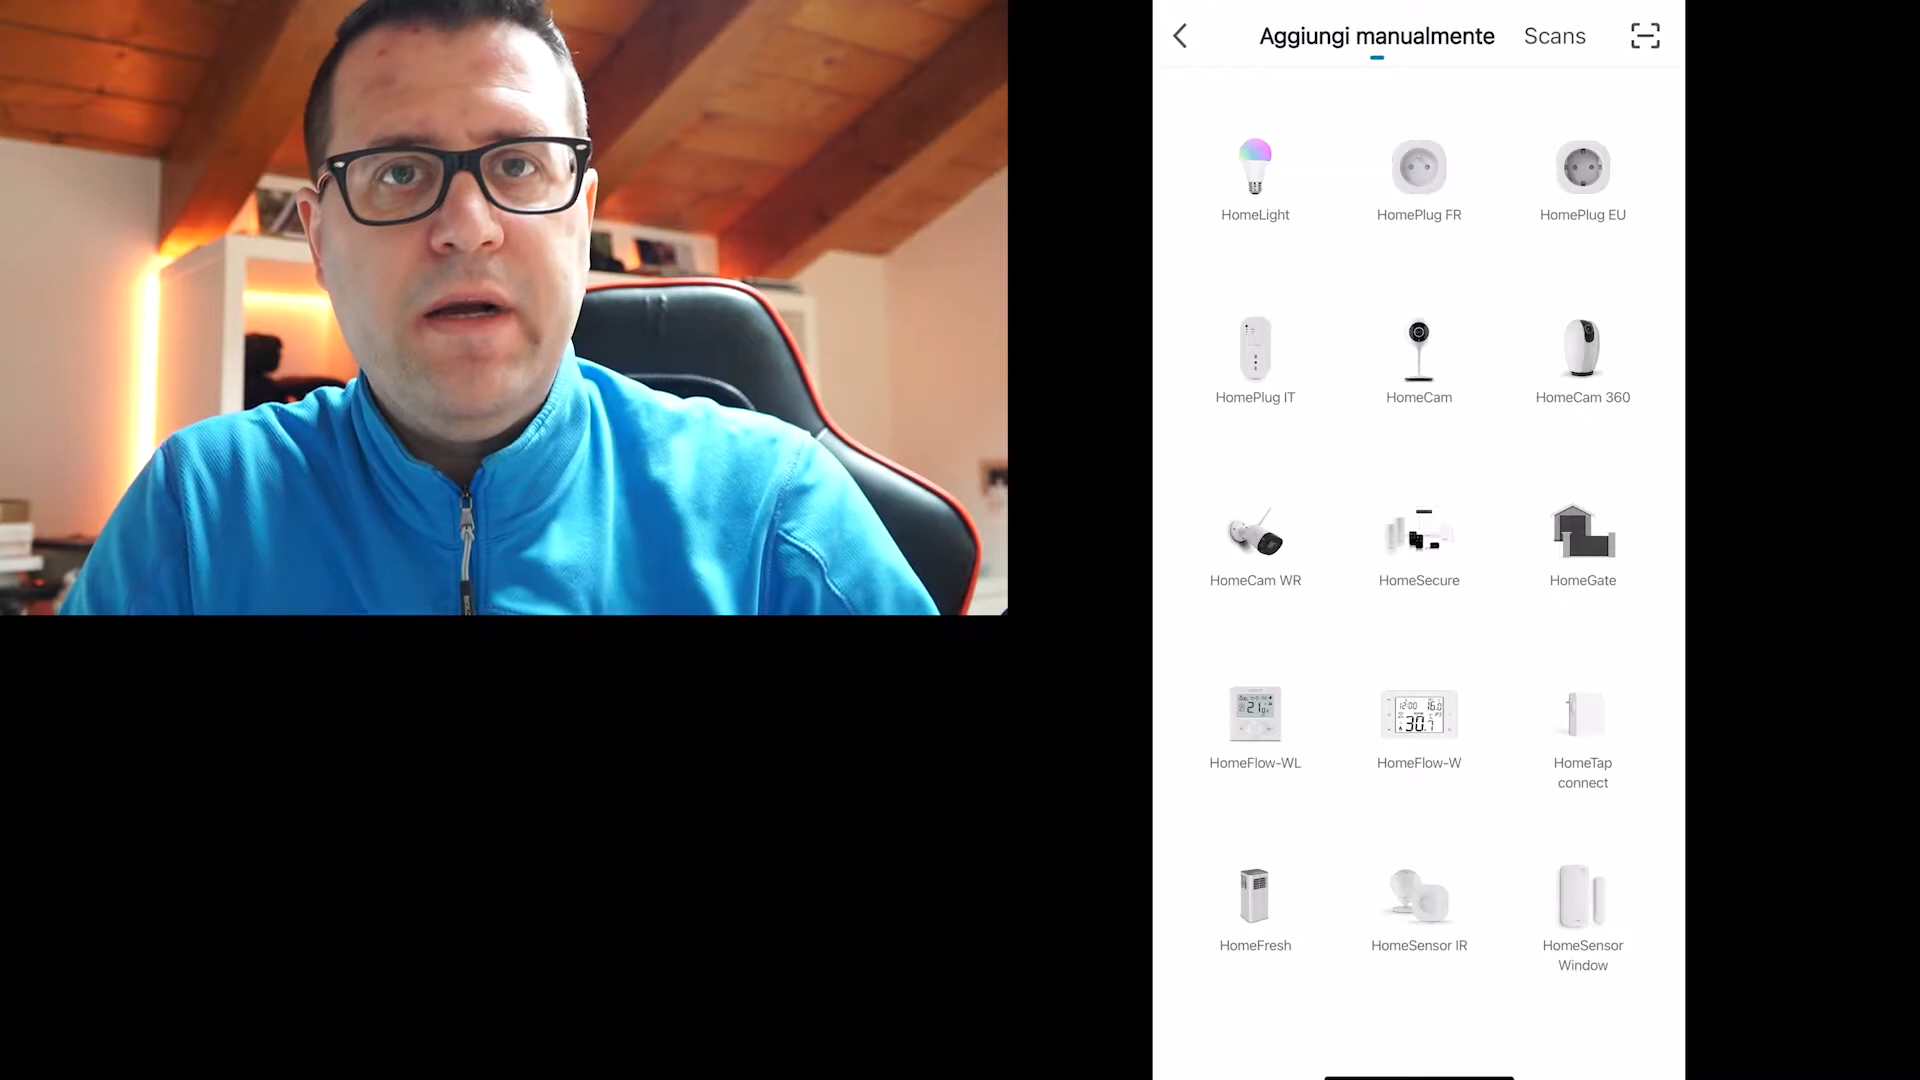 Aggiungi manualmente Scans
HomeLight
HomePlug FR
HomePlug EU
HomePlug IT
HomeCam
HomeCam 360
HomeCam WR
HomeSecure
HomeGate
HomeFlow-WL
HomeFlow-W
HomeTap
connect
HomeFresh
HomeSensor IR
HomeSensor
Window